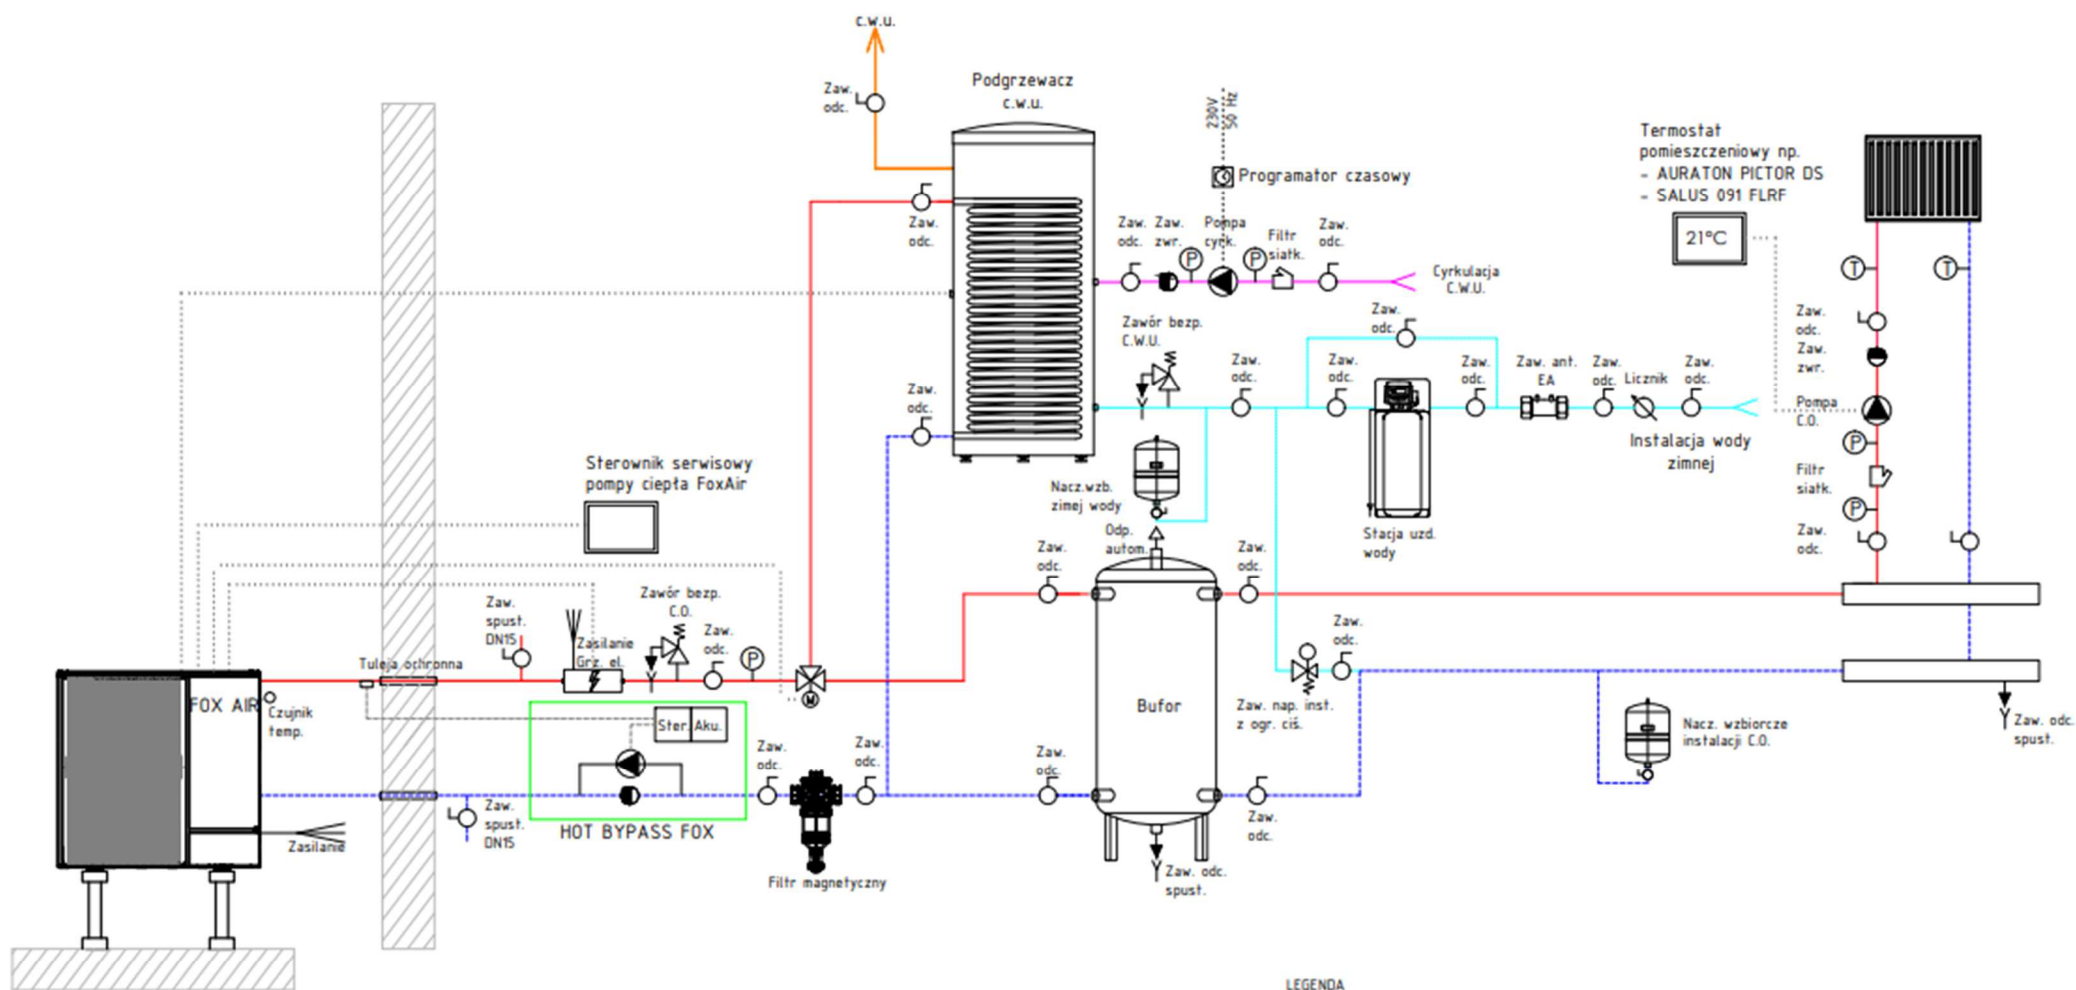 c.w.u.
Zaw.
odc.
Podgrzewacz
c.w.u.
230V
50 Hz
Programator czasowy
Termostat
pomieszczeniowy np.
- AURATON PICTOR DS
- SALUS 091 FLRF
21°C
Zaw.
odc.
Zaw.
odc.
Zaw.
zwr.
Pompa
cyrk.
Filtr
siatk.
Zaw.
odc.
P
P
Cyrkulacja
C.W.U.
T
T
Zawór bezp.
C.W.U.
Zaw.
odc.
Zaw.
odc.
Zaw.
odc.
Zaw.
odc.
Zaw. ant.
EA
Zaw.
odc.
Licznik
Zaw.
odc.
Zaw.
odc.
Zaw.
zwr.
Pompa
C.O.
P
Filtr
siatk.
P
Zaw.
odc.
Instalacja wody
zimnej
Zaw.
odc.
Sterownik serwisowy
pompy ciepła FoxAir
Nacz.wzb.
zimej wody
Odp.
autom.
Stacja uzd.
wody
Zaw.
odc.
Zaw.
odc.
Zaw.
spust.
DN15
Zasilanie
Grz. el.
Zawór bezp.
C.O.
Zaw.
odc.
P
Zaw.
odc.
Tuleja ochronna
FOX AIR
Czujnik
temp.
M
Ster.
Aku.
Bufor
Zaw. nap. inst.
z ogr. ciś.
Nacz. wzbiorcze
instalacji C.O.
Zaw. odc.
spust.
Zaw.
odc.
Zaw.
odc.
Zaw.
odc.
Zaw.
odc.
Zaw.
spust.
DN15
HOT BYPASS FOX
Zasilanie
Filtr magnetyczny
Zaw. odc.
spust.
LEGENDA